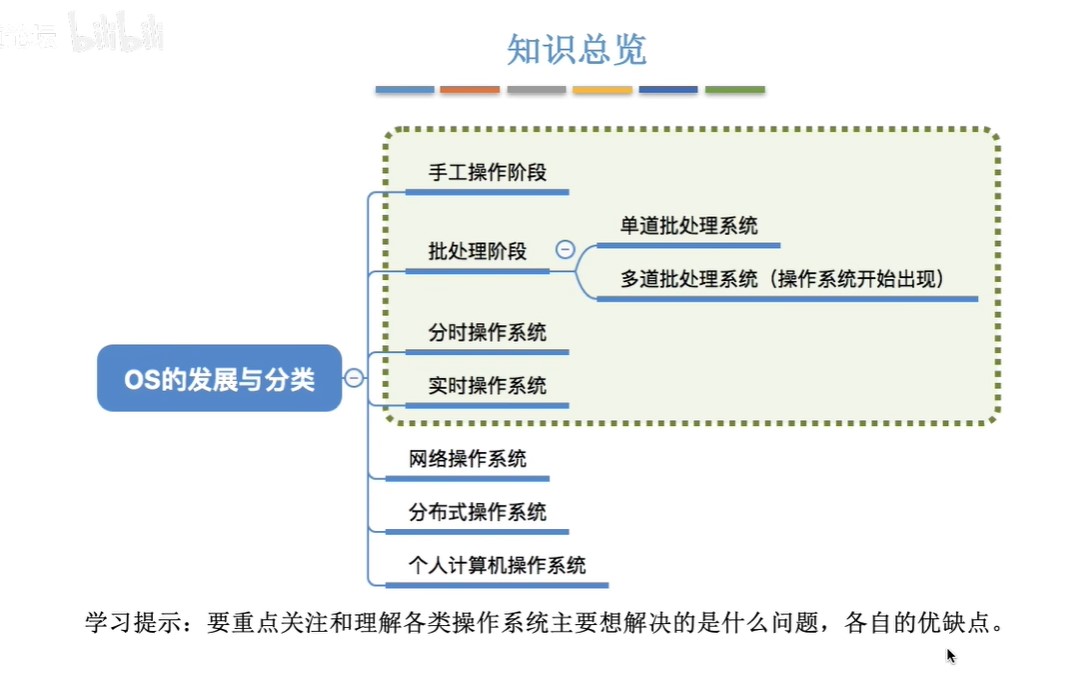 bilibili
知识总览
手工操作阶段
单道批处理系统
批处理阶段
多道批处理系统（操作系统开始出现）
分时操作系统
OS的发展与分类
实时操作系统
网络操作系统
分布式操作系统
个人计算机操作系统
学习提示：要重点关注和理解各类操作系统主要想解决的是什么问题，各自的优缺点。